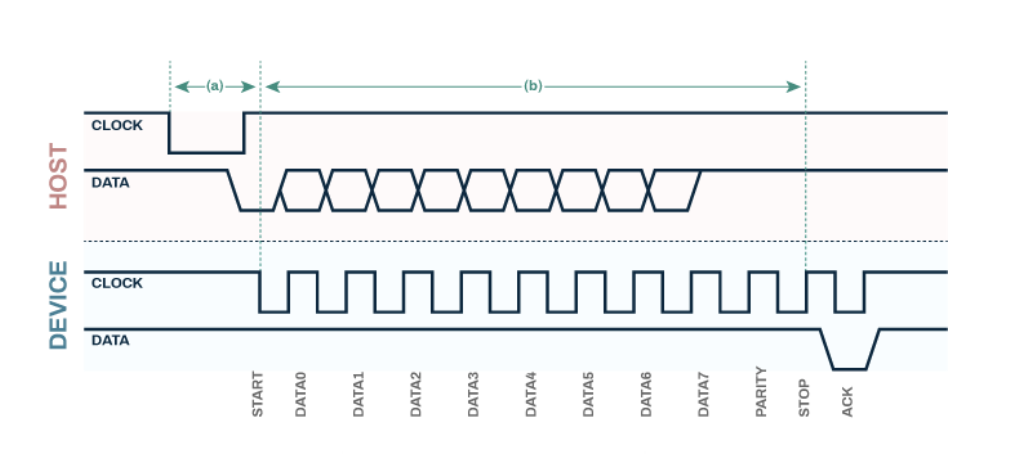 (a)
(b)
HOST
CLOCK
DATA
DEVICE
CLOCK
DATA
START
DATA0
DATA1
DATA2
DATA3
DATA4
DATA5
DATA6
DATA7
PARITY
STOP
ACK